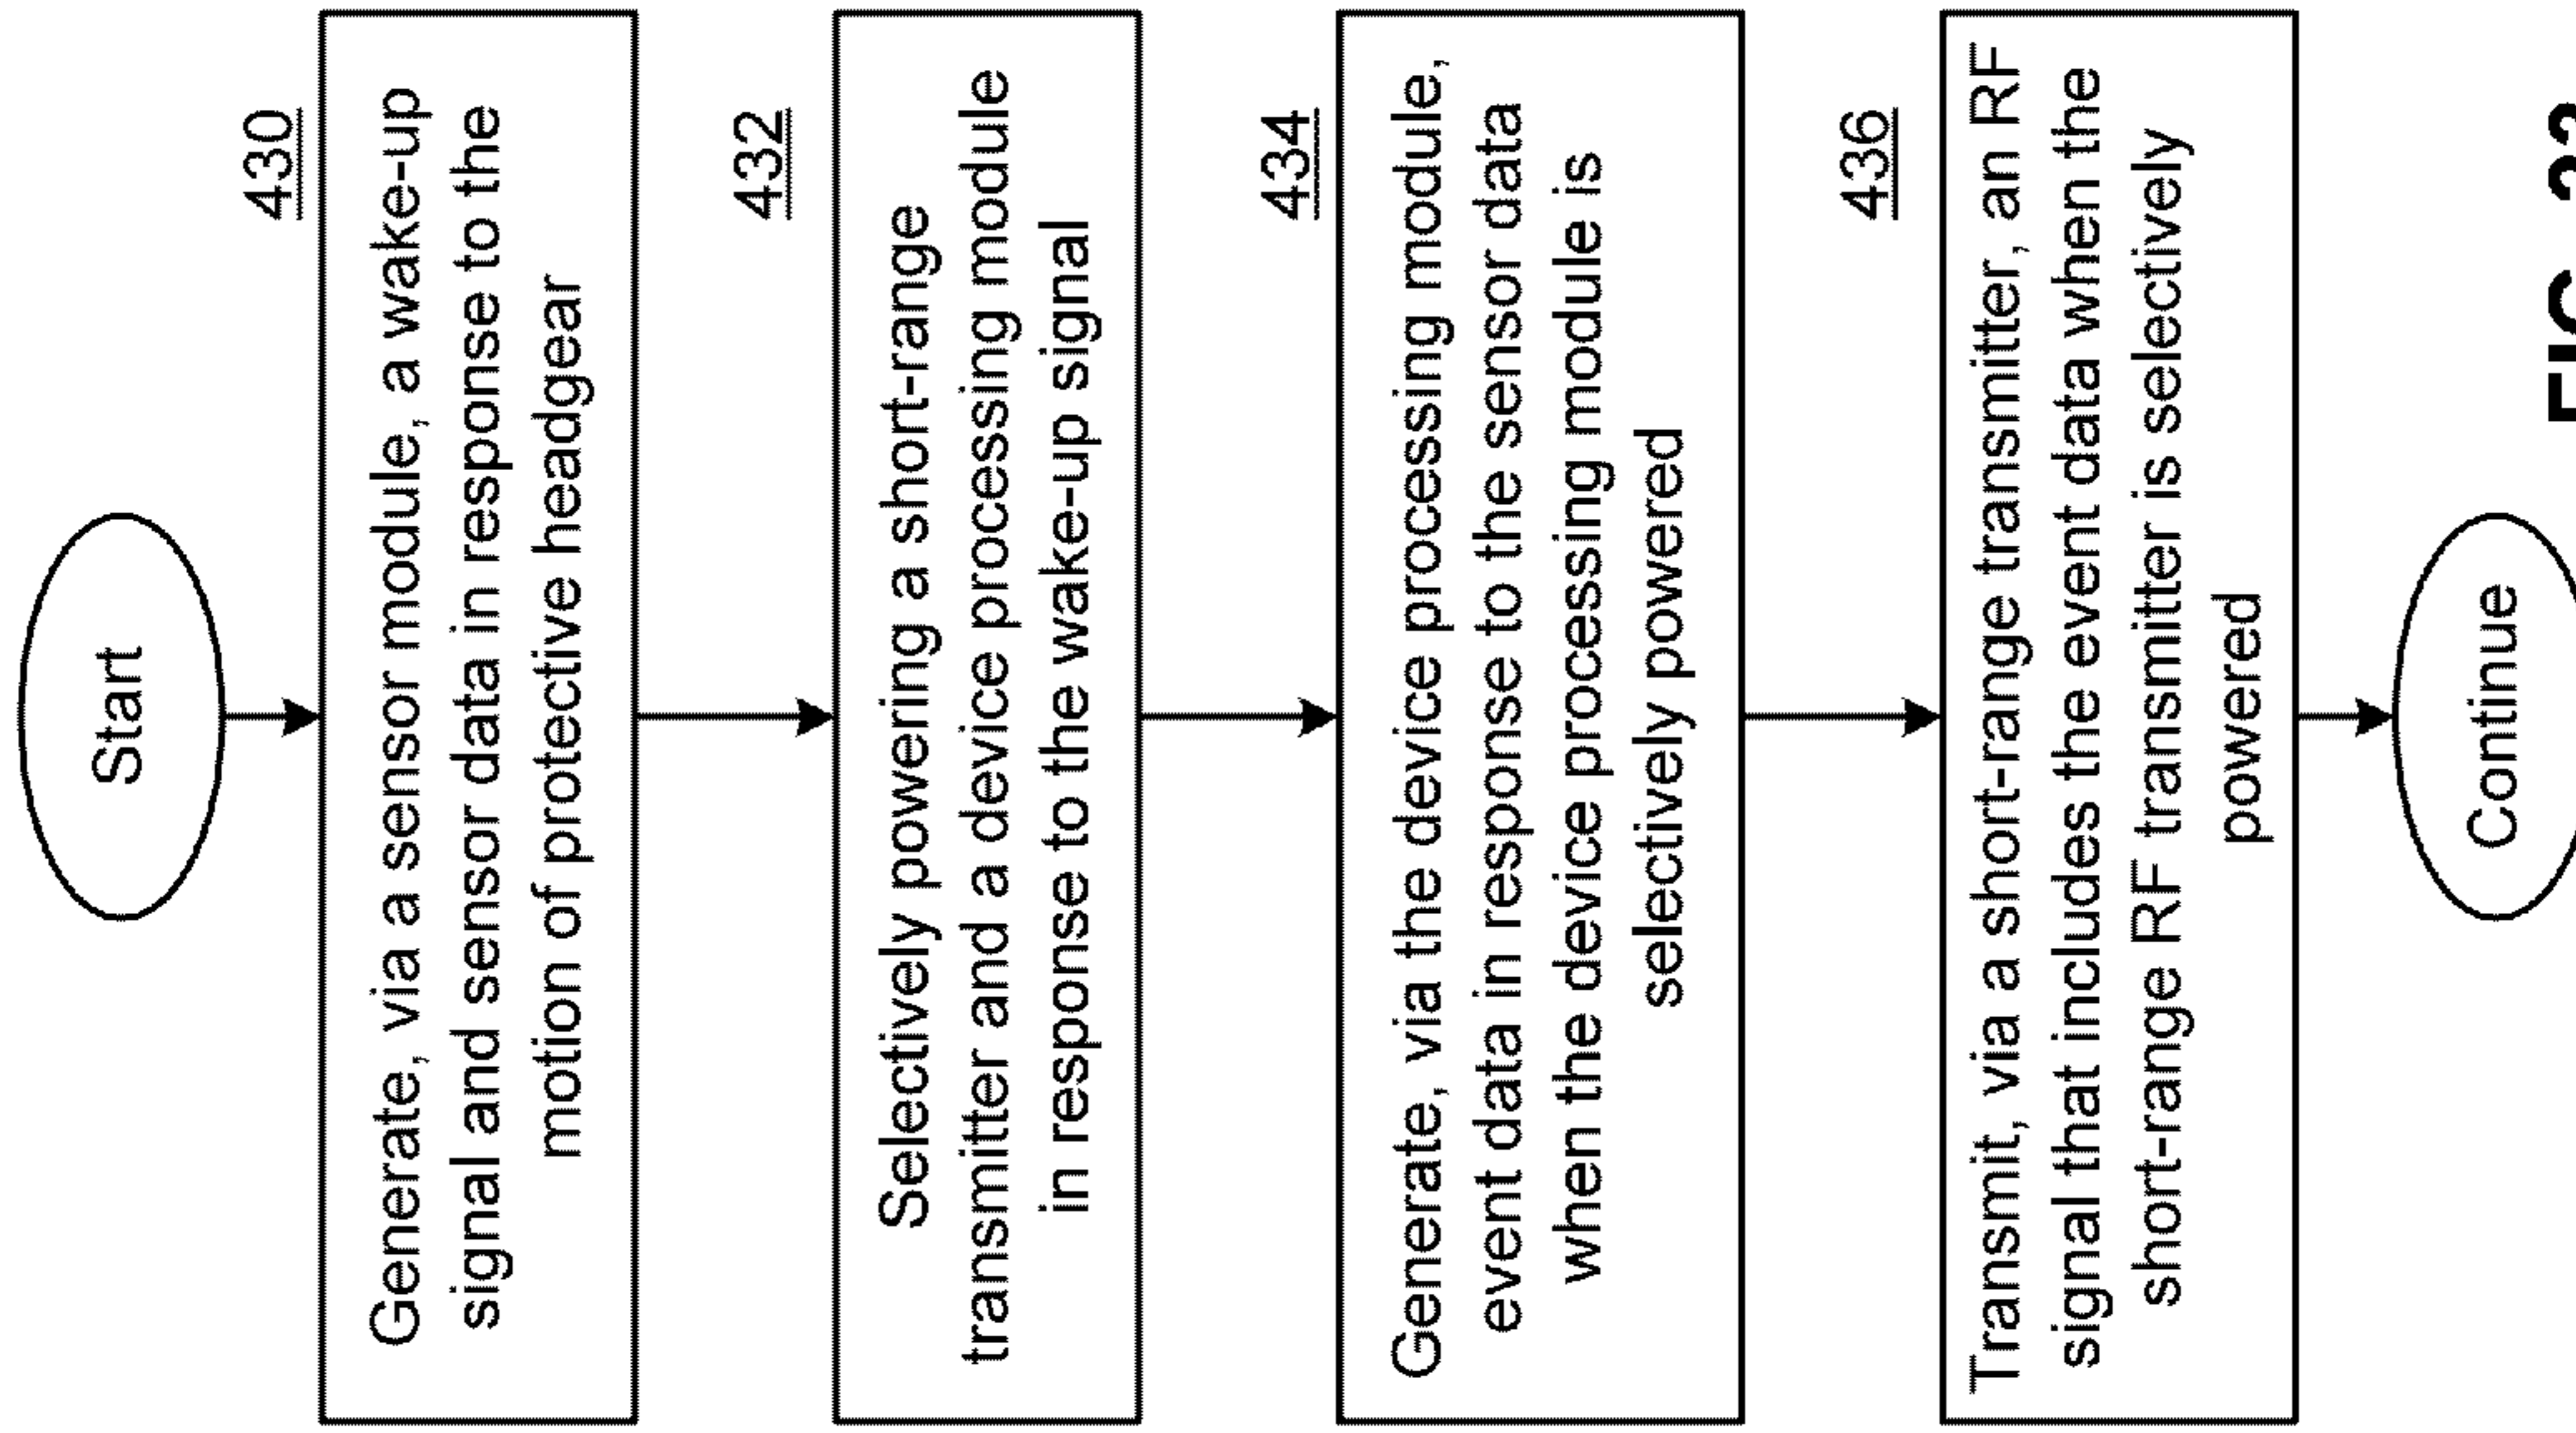 Start
430
Generate, via a sensor module, a wake-up
signal and sensor data in response to the
motion of protective headgear
432
Selectively powering a short-range
transmitter and a device processing module
in response to the wake-up signal
434
Generate, via the device processing module,
event data in response to the sensor data
when the device processing module is
selectively powered
436
Transmit, via a short-range transmitter, an RF
signal that includes the event data when the
short-range RF transmitter is selectively
powered
Continue